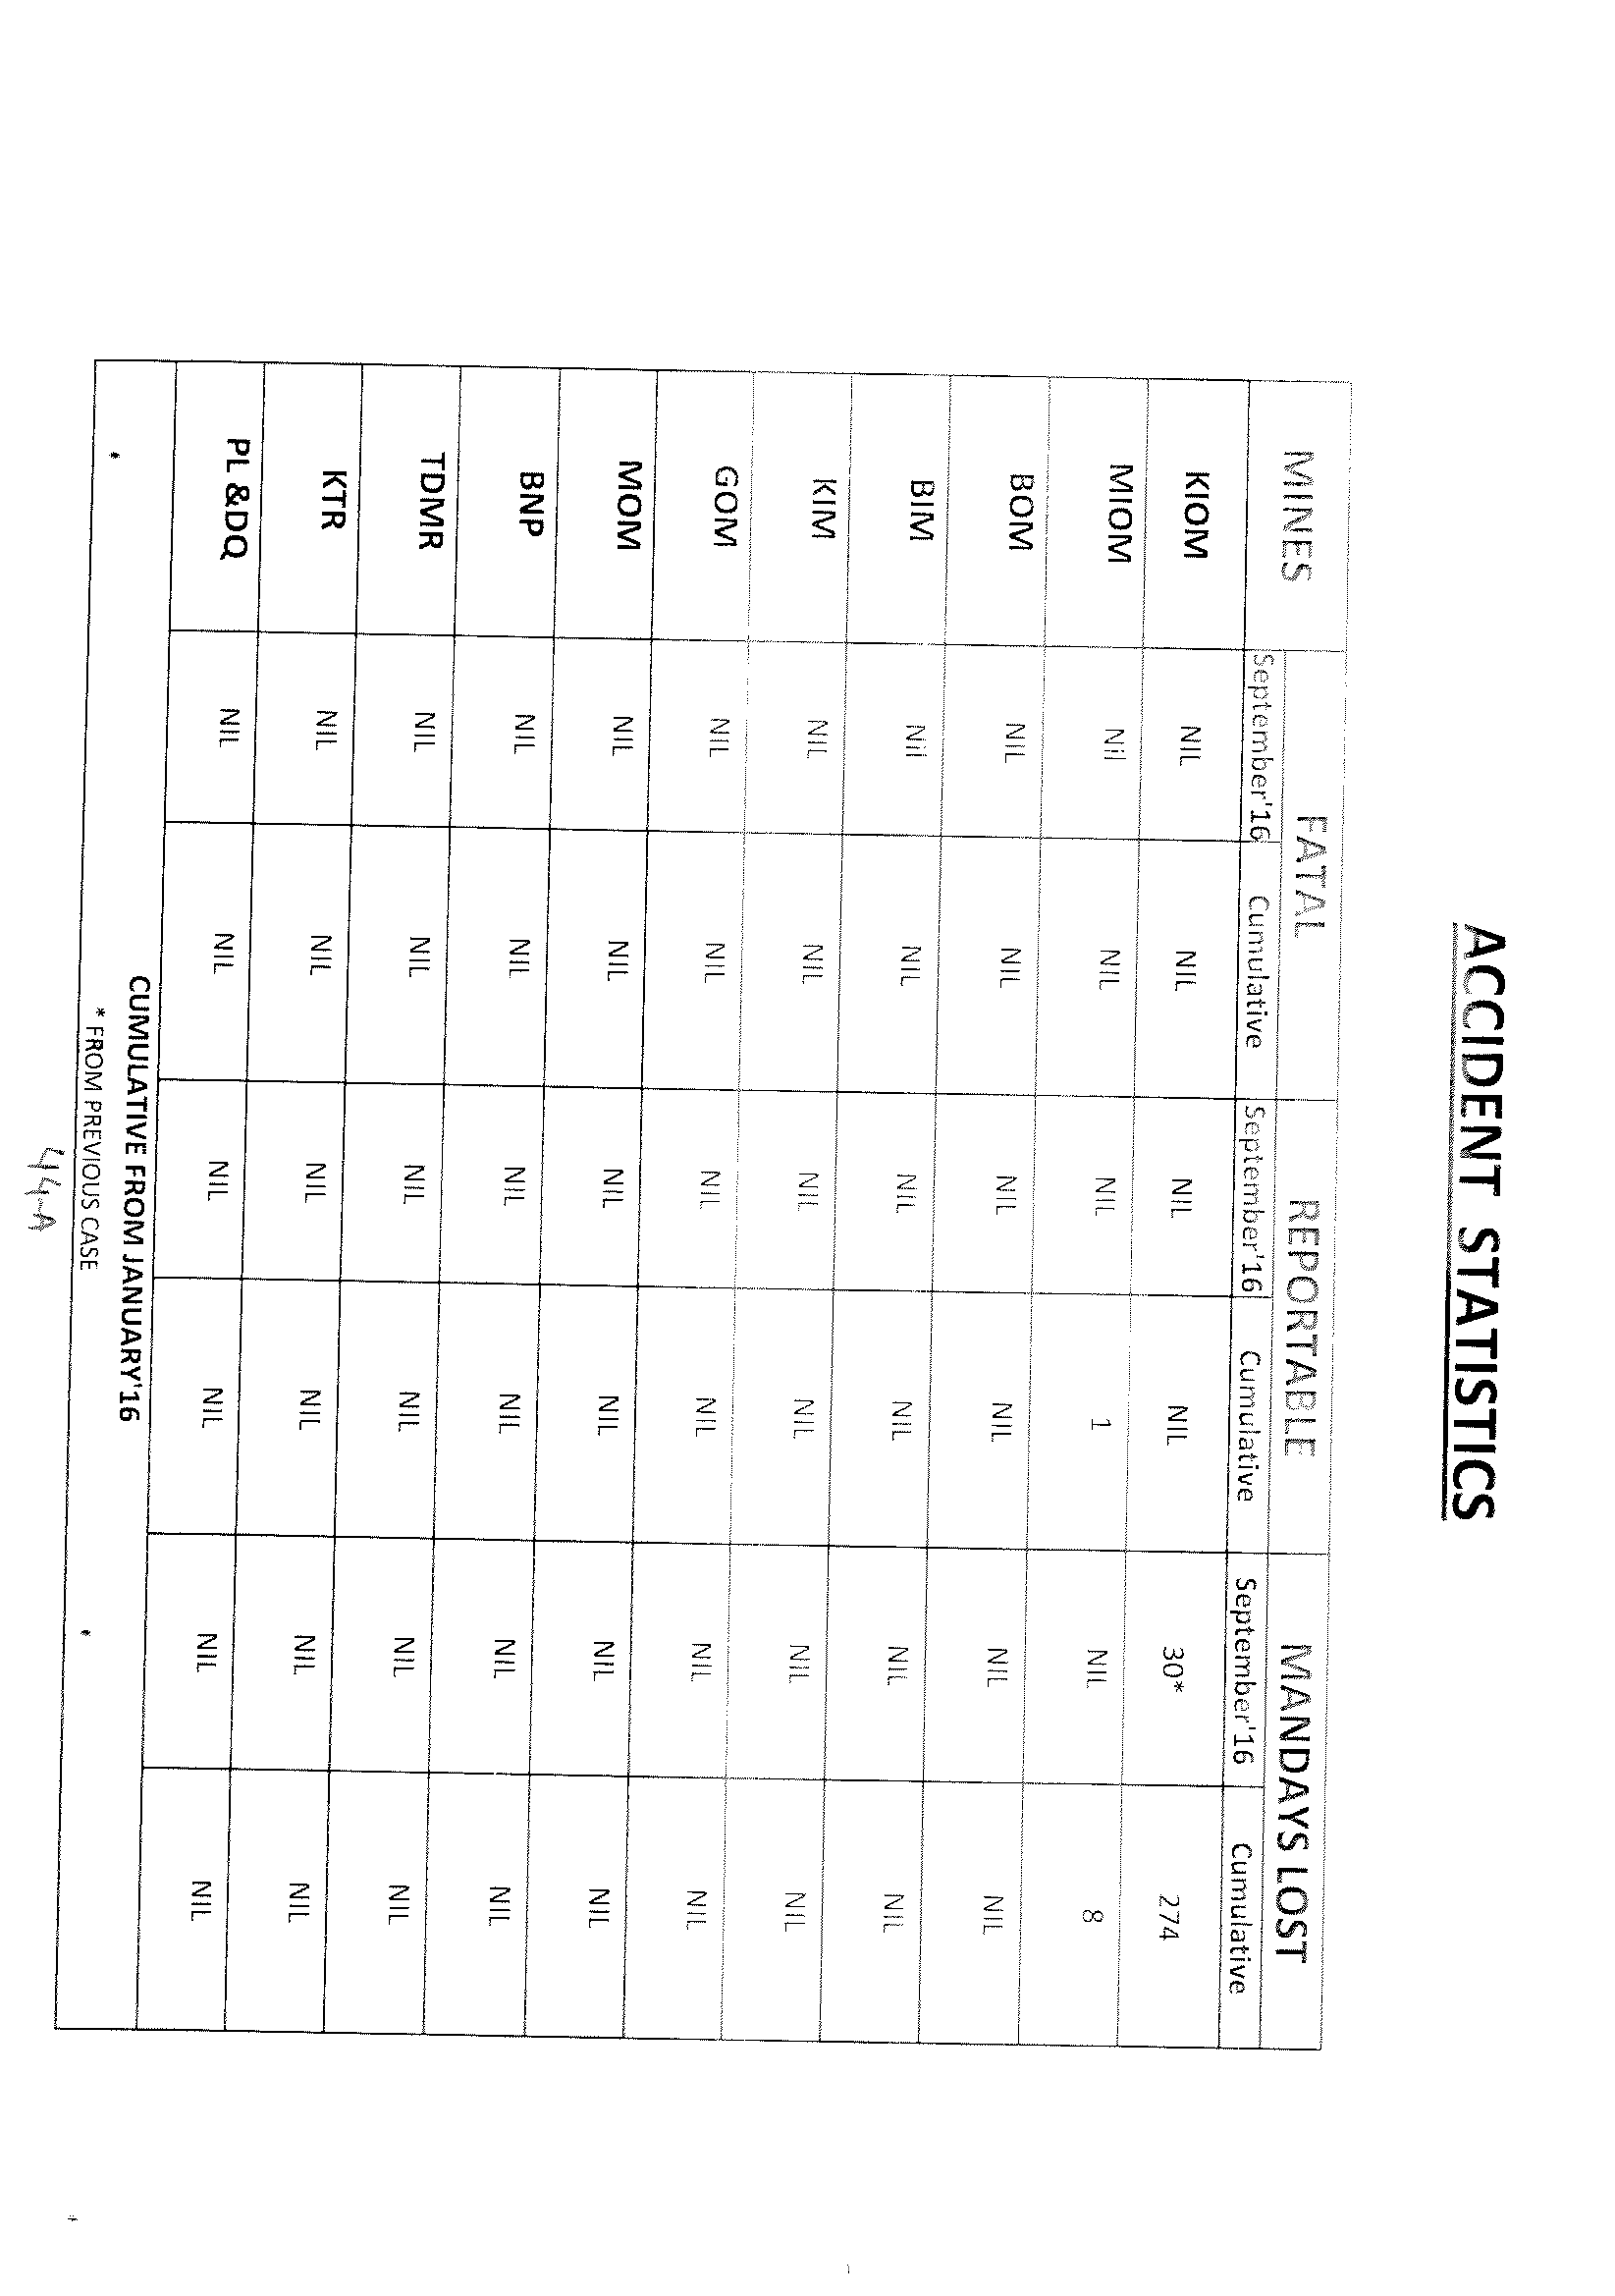 ACCIDENT STATISTICS
MINES FATAL REPORTABLE MANDAYS LOST
September'16 Cumulative September'16 Cumulative September'16 Cumulative
KIOM NIL NIL NIL NIL 30* 274
MIOM Nil NIL NIL 1 NIL 8
BOM NIL NIL NIL NIL NIL NIL
BIM Nil NIL NIL NIL NIL NIL
KIM NIL NIL NIL NIL NIL NIL
GOM NIL NIL NIL NIL NIL NIL
MOM NIL NIL NIL NIL NIL NIL
BNP NIL NIL NIL NIL NIL NIL
TDMR NIL NIL NIL NIL NIL NIL
KTR NIL NIL NIL NIL NIL NIL
PL &DQ NIL NIL NIL NIL NIL NIL
CUMULATIVE FROM JANUARY'16
* FROM PREVIOUS CASE
44-A